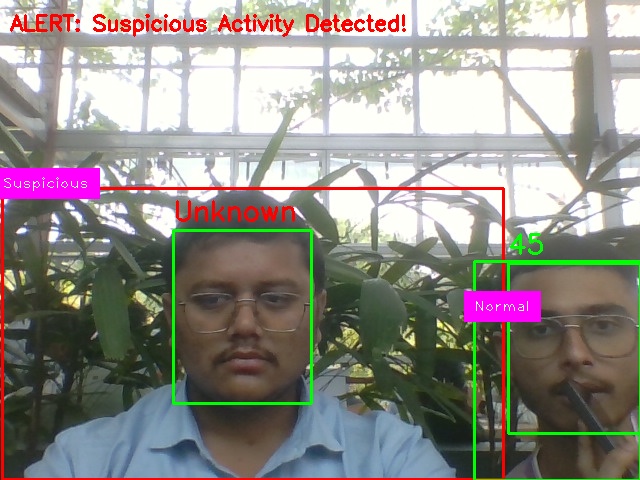 ALERT: Suspicious Activity Detected!
Suspicious
Unknown
45
Normal